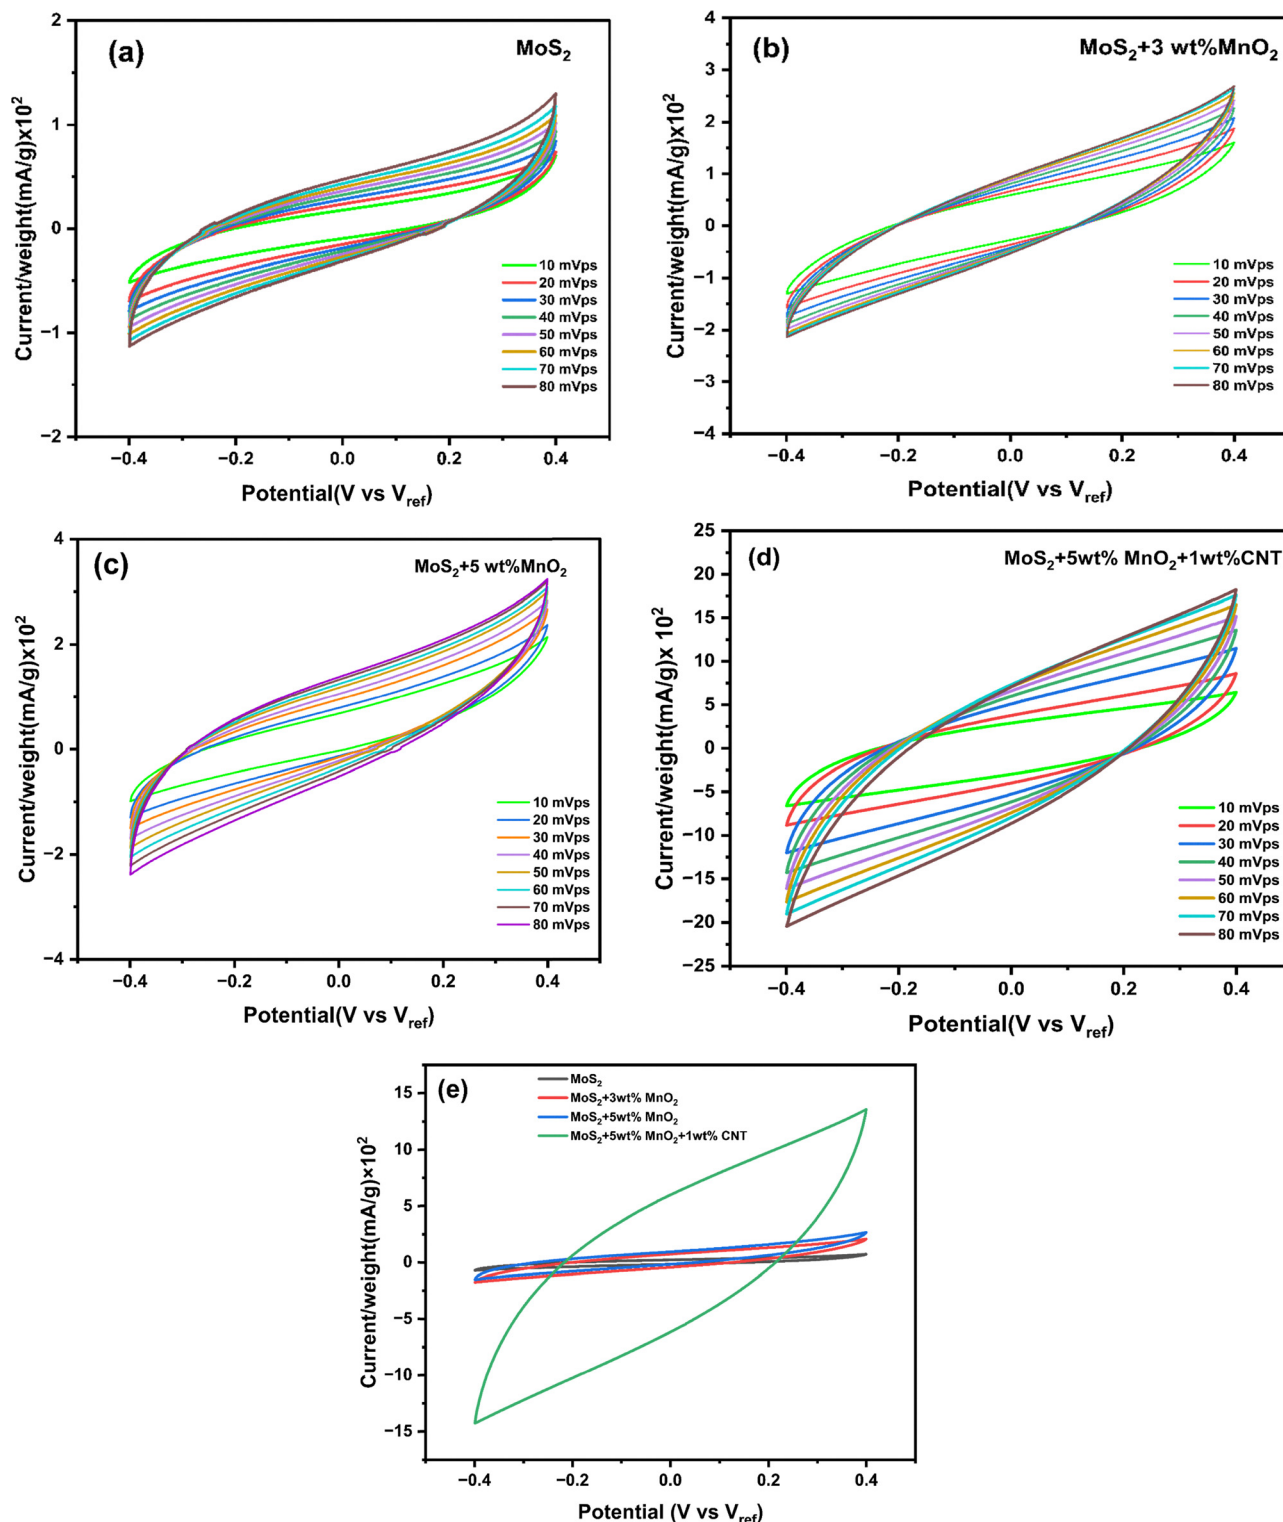 (a)
MoS₂
Current/weight(mA/g)x10²
2
1
0
−1
−2
10 mVps
20 mVps
30 mVps
40 mVps
50 mVps
60 mVps
70 mVps
80 mVps
−0.4
−0.2
0.0
0.2
0.4
Potential(V vs V_ref)
(b)
MoS₂+3 wt%MnO₂
Current/weight(mA/g)x10²
4
3
2
1
0
−1
−2
−3
−4
10 mVps
20 mVps
30 mVps
40 mVps
50 mVps
60 mVps
70 mVps
80 mVps
−0.4
−0.2
0.0
0.2
0.4
Potential(V vs V_ref)
(c)
MoS₂+5 wt%MnO₂
Current/weight(mA/g)x10²
4
2
0
−2
−4
10 mVps
20 mVps
30 mVps
40 mVps
50 mVps
60 mVps
70 mVps
80 mVps
−0.4
−0.2
0.0
0.2
0.4
Potential(V vs V_ref)
(d)
MoS₂+5wt% MnO₂+1wt%CNT
Current/weight(mA/g)x 10²
25
20
15
10
5
0
−5
−10
−15
−20
−25
10 mVps
20 mVps
30 mVps
40 mVps
50 mVps
60 mVps
70 mVps
80 mVps
−0.4
−0.2
0.0
0.2
0.4
Potential(V vs V_ref)
(e)
MoS₂
MoS₂+3wt% MnO₂
MoS₂+5wt% MnO₂
MoS₂+5wt% MnO₂+1wt% CNT
Current/weight(mA/g)×10²
15
10
5
0
−5
−10
−15
−0.4
−0.2
0.0
0.2
0.4
Potential (V vs V_ref)